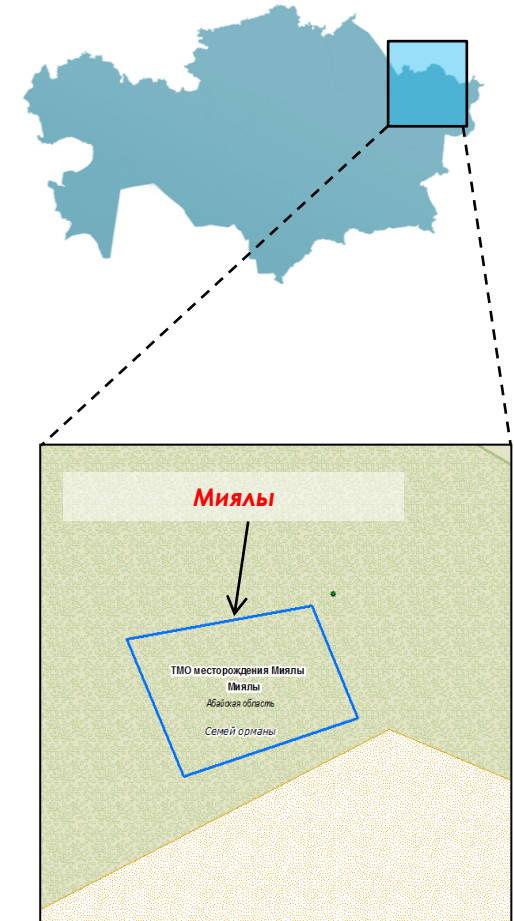 Миялы
ТМО месторождения Миялы
Миялы
Абайская область
Семей орманы